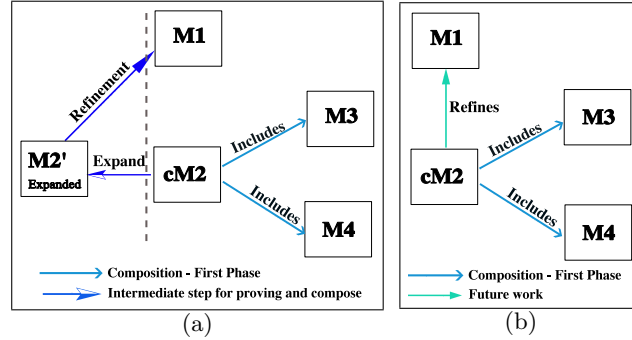 M1
Refinement
M3
Includes
M2'
Expanded
Expand
cM2
Includes
M4
Composition - First Phase
Intermediate step for proving and compose
(a)
M1
Refines
M3
Includes
cM2
Includes
M4
Composition - First Phase
Future work
(b)